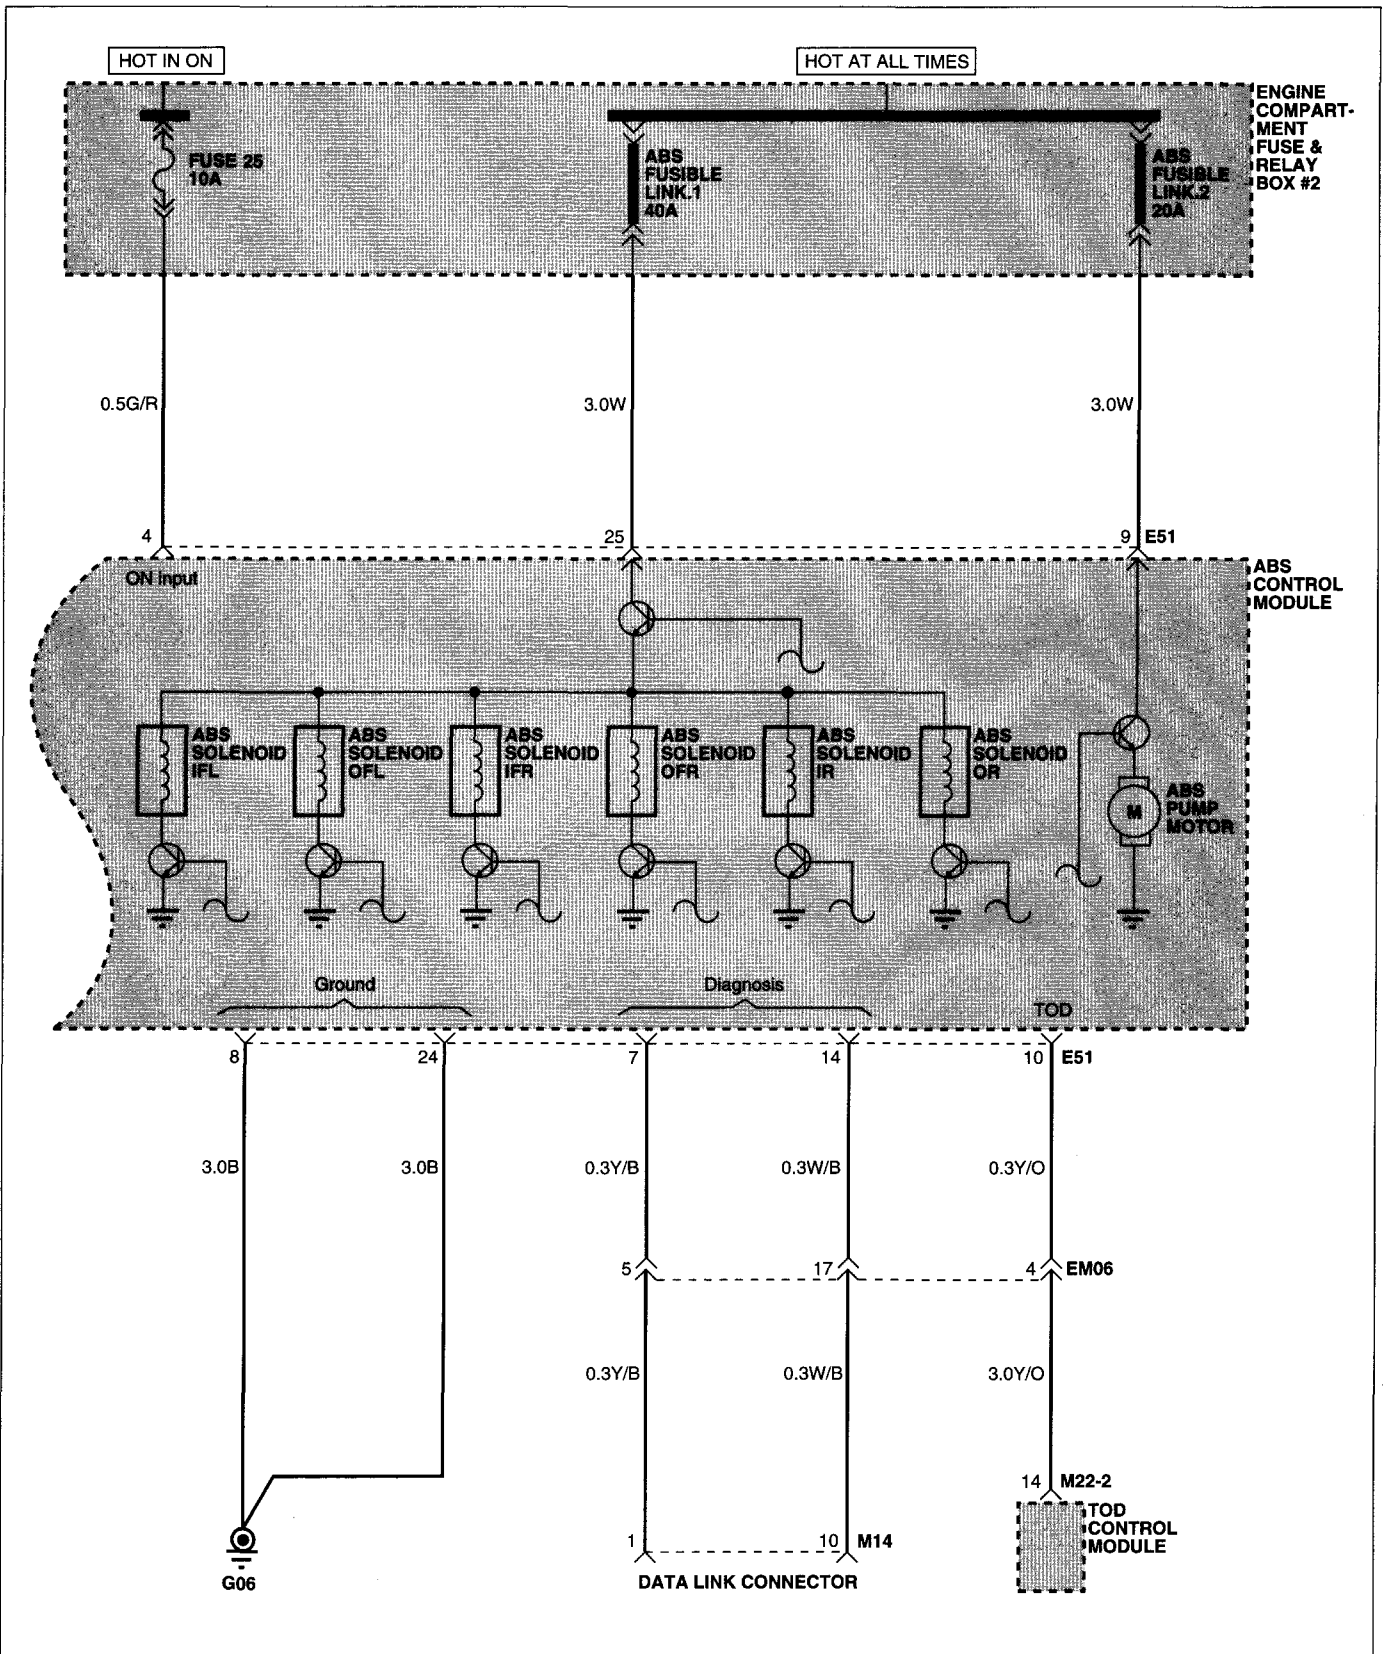 HOT IN ON
HOT AT ALL TIMES
ENGINE
COMPART-
MENT
FUSE &
RELAY
BOX #2
FUSE 25
10A
ABS
FUSIBLE
LINK.1
40A
ABS
FUSIBLE
LINK.2
20A
0.5G/R
3.0W
3.0W
4
25
9
E51
ON Input
ABS
CONTROL
MODULE
ABS
SOLENOID
IFL
ABS
SOLENOID
OFL
ABS
SOLENOID
IFR
ABS
SOLENOID
OFR
ABS
SOLENOID
IR
ABS
SOLENOID
OR
M
ABS
PUMP
MOTOR
Ground
Diagnosis
TOD
8
24
7
14
10
E51
3.0B
3.0B
0.3Y/B
0.3W/B
0.3Y/O
5
17
4
EM06
0.3Y/B
0.3W/B
3.0Y/O
14
M22-2
TOD
CONTROL
MODULE
1
10
M14
G06
DATA LINK CONNECTOR